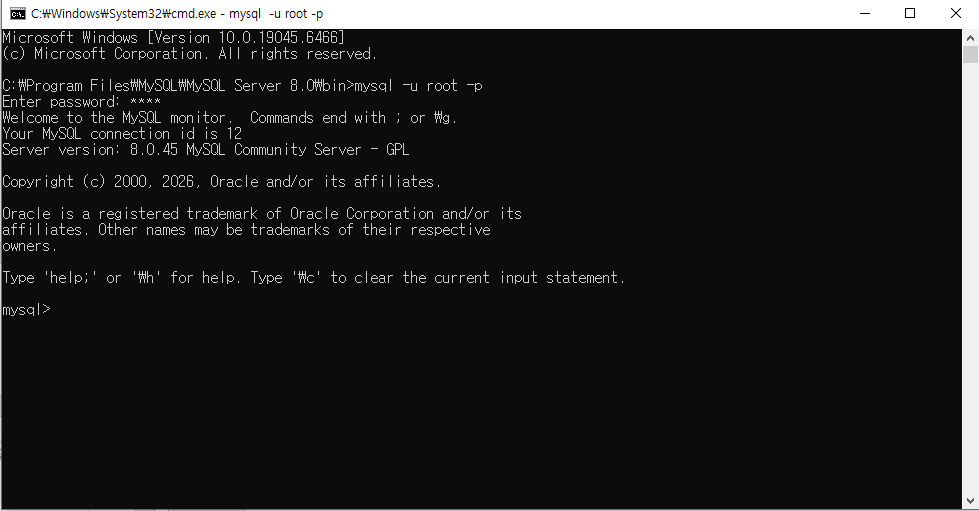 C:₩Windows₩System32₩cmd.exe - mysql  -u root -p
Microsoft Windows [Version 10.0.19045.6466]
(c) Microsoft Corporation. All rights reserved.
C:₩Program Files₩MySQL₩MySQL Server 8.0₩bin>mysql -u root -p
Enter password: ****
Welcome to the MySQL monitor.  Commands end with ; or ₩g.
Your MySQL connection id is 12
Server version: 8.0.45 MySQL Community Server - GPL
Copyright (c) 2000, 2026, Oracle and/or its affiliates.
Oracle is a registered trademark of Oracle Corporation and/or its
affiliates. Other names may be trademarks of their respective
owners.
Type 'help;' or '₩h' for help. Type '₩c' to clear the current input statement.
mysql>